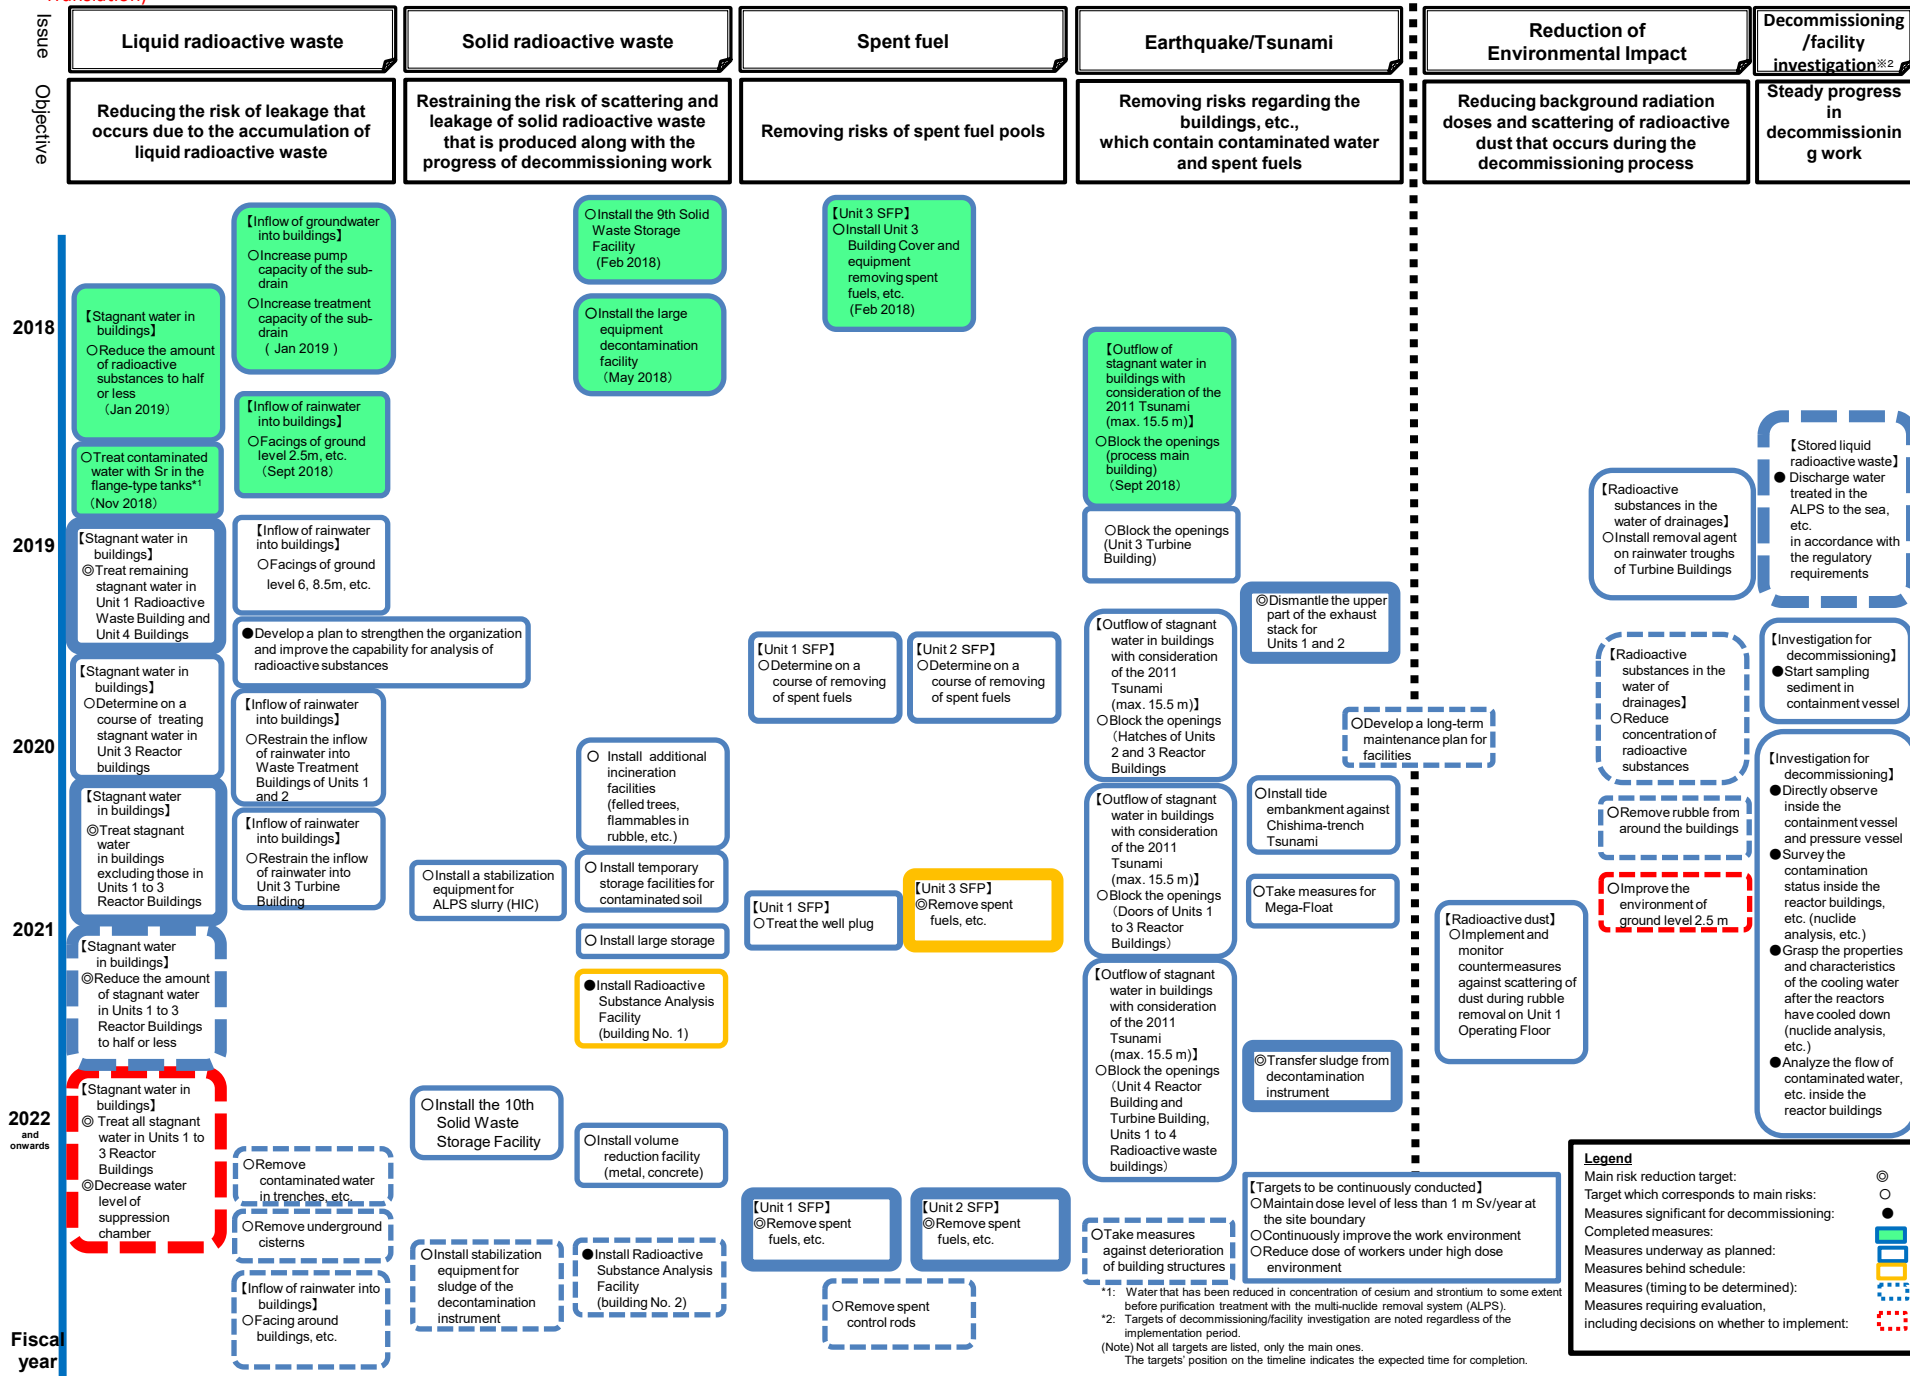 Translation)
Issue
Liquid radioactive waste
Solid radioactive waste
Spent fuel
Earthquake/Tsunami
Reduction of
Environmental Impact
Decommissioning
/facility
investigation※2
Objective
Reducing the risk of leakage that
occurs due to the accumulation of
liquid radioactive waste
Restraining the risk of scattering and
leakage of solid radioactive waste
that is produced along with the
progress of decommissioning work
Removing risks of spent fuel pools
Removing risks regarding the
buildings, etc.,
which contain contaminated water
and spent fuels
Reducing background radiation
doses and scattering of radioactive
dust that occurs during the
decommissioning process
Steady progress
in
decommissionin
g work
2018
2019
2020
2021
2022
and
onwards
Fiscal
year
【Stagnant water in
buildings】
○Reduce the amount
of radioactive
substances to half
or less
(Jan 2019)
○Treat contaminated
water with Sr in the
flange-type tanks*1
(Nov 2018)
【Stagnant water in
buildings】
◎Treat remaining
stagnant water in
Unit 1 Radioactive
Waste Building and
Unit 4 Buildings
【Stagnant water in
buildings】
○Determine on a
course of treating
stagnant water in
Unit 3 Reactor
buildings
【Stagnant water
in buildings】
◎Treat stagnant
water
in buildings
excluding those in
Units 1 to 3
Reactor Buildings
【Stagnant water
in buildings】
◎Reduce the amount
of stagnant water
in Units 1 to 3
Reactor Buildings
to half or less
【Stagnant water in
buildings】
◎ Treat all stagnant
water in Units 1 to
3 Reactor
Buildings
◎Decrease water
level of
suppression
chamber
【Inflow of groundwater
into buildings】
○Increase pump
capacity of the sub-
drain
○Increase treatment
capacity of the sub-
drain
( Jan 2019 )
【Inflow of rainwater
into buildings】
○Facings of ground
level 2.5m, etc.
(Sept 2018)
【Inflow of rainwater
into buildings】
○Facings of ground
level 6, 8.5m, etc.
●Develop a plan to strengthen the organization
and improve the capability for analysis of
radioactive substances
【Inflow of rainwater
into buildings】
○Restrain the inflow
of rainwater into
Waste Treatment
Buildings of Units 1
and 2
【Inflow of rainwater
into buildings】
○Restrain the inflow
of rainwater into
Unit 3 Turbine
Building
○Remove
contaminated water
in trenches, etc.
○Remove underground
cisterns
【Inflow of rainwater into
buildings】
○Facing around
buildings, etc.
○Install the 9th Solid
Waste Storage
Facility
(Feb 2018)
○Install the large
equipment
decontamination
facility
(May 2018)
○ Install additional
incineration
facilities
(felled trees,
flammables in
rubble, etc.)
○Install a stabilization
equipment for
ALPS slurry (HIC)
○Install temporary
storage facilities for
contaminated soil
○Install large storage
●Install Radioactive
Substance Analysis
Facility
(building No. 1)
○Install the 10th
Solid Waste
Storage Facility
○Install volume
reduction facility
(metal, concrete)
○Install stabilization
equipment for
sludge of the
decontamination
instrument
●Install Radioactive
Substance Analysis
Facility
(building No. 2)
【Unit 3 SFP】
○Install Unit 3
Building Cover and
equipment
removing spent
fuels, etc.
(Feb 2018)
【Unit 1 SFP】
○Determine on a
course of removing
of spent fuels
【Unit 2 SFP】
○Determine on a
course of removing
of spent fuels
【Unit 1 SFP】
○Treat the well plug
【Unit 3 SFP】
◎Remove spent
fuels, etc.
【Unit 1 SFP】
◎Remove spent
fuels, etc.
【Unit 2 SFP】
◎Remove spent
fuels, etc.
○Remove spent
control rods
【Outflow of
stagnant water in
buildings with
consideration of the
2011 Tsunami
(max. 15.5 m)】
○Block the openings
(process main
building)
(Sept 2018)
○Block the openings
(Unit 3 Turbine
Building)
【Outflow of stagnant
water in buildings
with consideration
of the 2011
Tsunami
(max. 15.5 m)】
○Block the openings
(Hatches of Units
2 and 3 Reactor
Buildings
【Outflow of stagnant
water in buildings
with consideration
of the 2011
Tsunami
(max. 15.5 m)】
○Block the openings
(Doors of Units 1
to 3 Reactor
Buildings)
【Outflow of stagnant
water in buildings
with consideration
of the 2011
Tsunami
(max. 15.5 m)】
○Block the openings
(Unit 4 Reactor
Building and
Turbine Building,
Units 1 to 4
Radioactive waste
buildings)
○Take measures
against deterioration
of building structures
◎Dismantle the upper
part of the exhaust
stack for
Units 1 and 2
○Develop a long-term
maintenance plan for
facilities
○Install tide
embankment against
Chishima-trench
Tsunami
○Take measures for
Mega-Float
◎Transfer sludge from
decontamination
instrument
【Targets to be continuously conducted】
○Maintain dose level of less than 1 m Sv/year at
the site boundary
○Continuously improve the work environment
○Reduce dose of workers under high dose
environment
【Radioactive
substances in the
water of drainages】
○Install removal agent
on rainwater troughs
of Turbine Buildings
【Radioactive
substances in the
water of
drainages】
○Reduce
concentration of
radioactive
substances
○Remove rubble from
around the buildings
○Improve the
environment of
ground level 2.5 m
【Radioactive dust】
○Implement and
monitor
countermeasures
against scattering of
dust during rubble
removal on Unit 1
Operating Floor
【Stored liquid
radioactive waste】
● Discharge water
treated in the
ALPS to the sea,
etc.
in accordance with
the regulatory
requirements
【Investigation for
decommissioning】
●Start sampling
sediment in
containment vessel
【Investigation for
decommissioning】
●Directly observe
inside the
containment vessel
and pressure vessel
●Survey the
contamination
status inside the
reactor buildings,
etc. (nuclide
analysis, etc.)
●Grasp the properties
and characteristics
of the cooling water
after the reactors
have cooled down
(nuclide analysis,
etc.)
●Analyze the flow of
contaminated water,
etc. inside the
reactor buildings
Legend
Main risk reduction target: ◎
Target which corresponds to main risks: ○
Measures significant for decommissioning: ●
Completed measures:
Measures underway as planned:
Measures behind schedule:
Measures (timing to be determined):
Measures requiring evaluation,
including decisions on whether to implement:
*1: Water that has been reduced in concentration of cesium and strontium to some extent
before purification treatment with the multi-nuclide removal system (ALPS).
*2: Targets of decommissioning/facility investigation are noted regardless of the
implementation period.
(Note) Not all targets are listed, only the main ones.
The targets' position on the timeline indicates the expected time for completion.